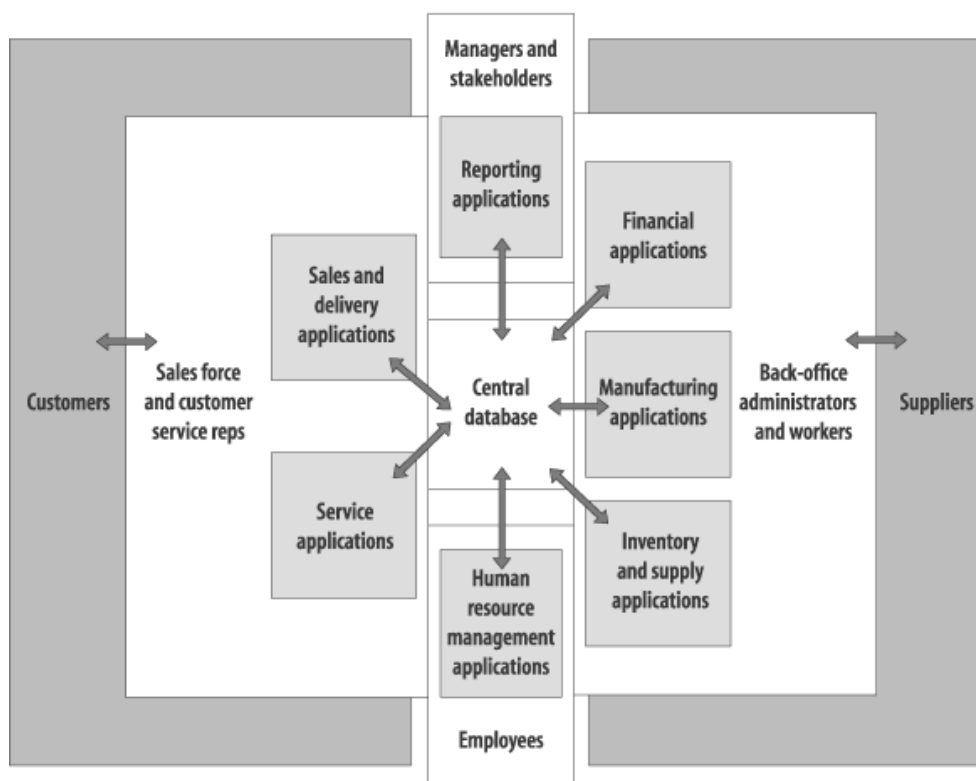 Managers and
stakeholders
Reporting
applications
Financial
applications
Sales and
delivery
applications
Customers
Sales force
and customer
service reps
Central
database
Manufacturing
applications
Back-office
administrators
and workers
Suppliers
Service
applications
Inventory
and supply
applications
Human
resource
management
applications
Employees